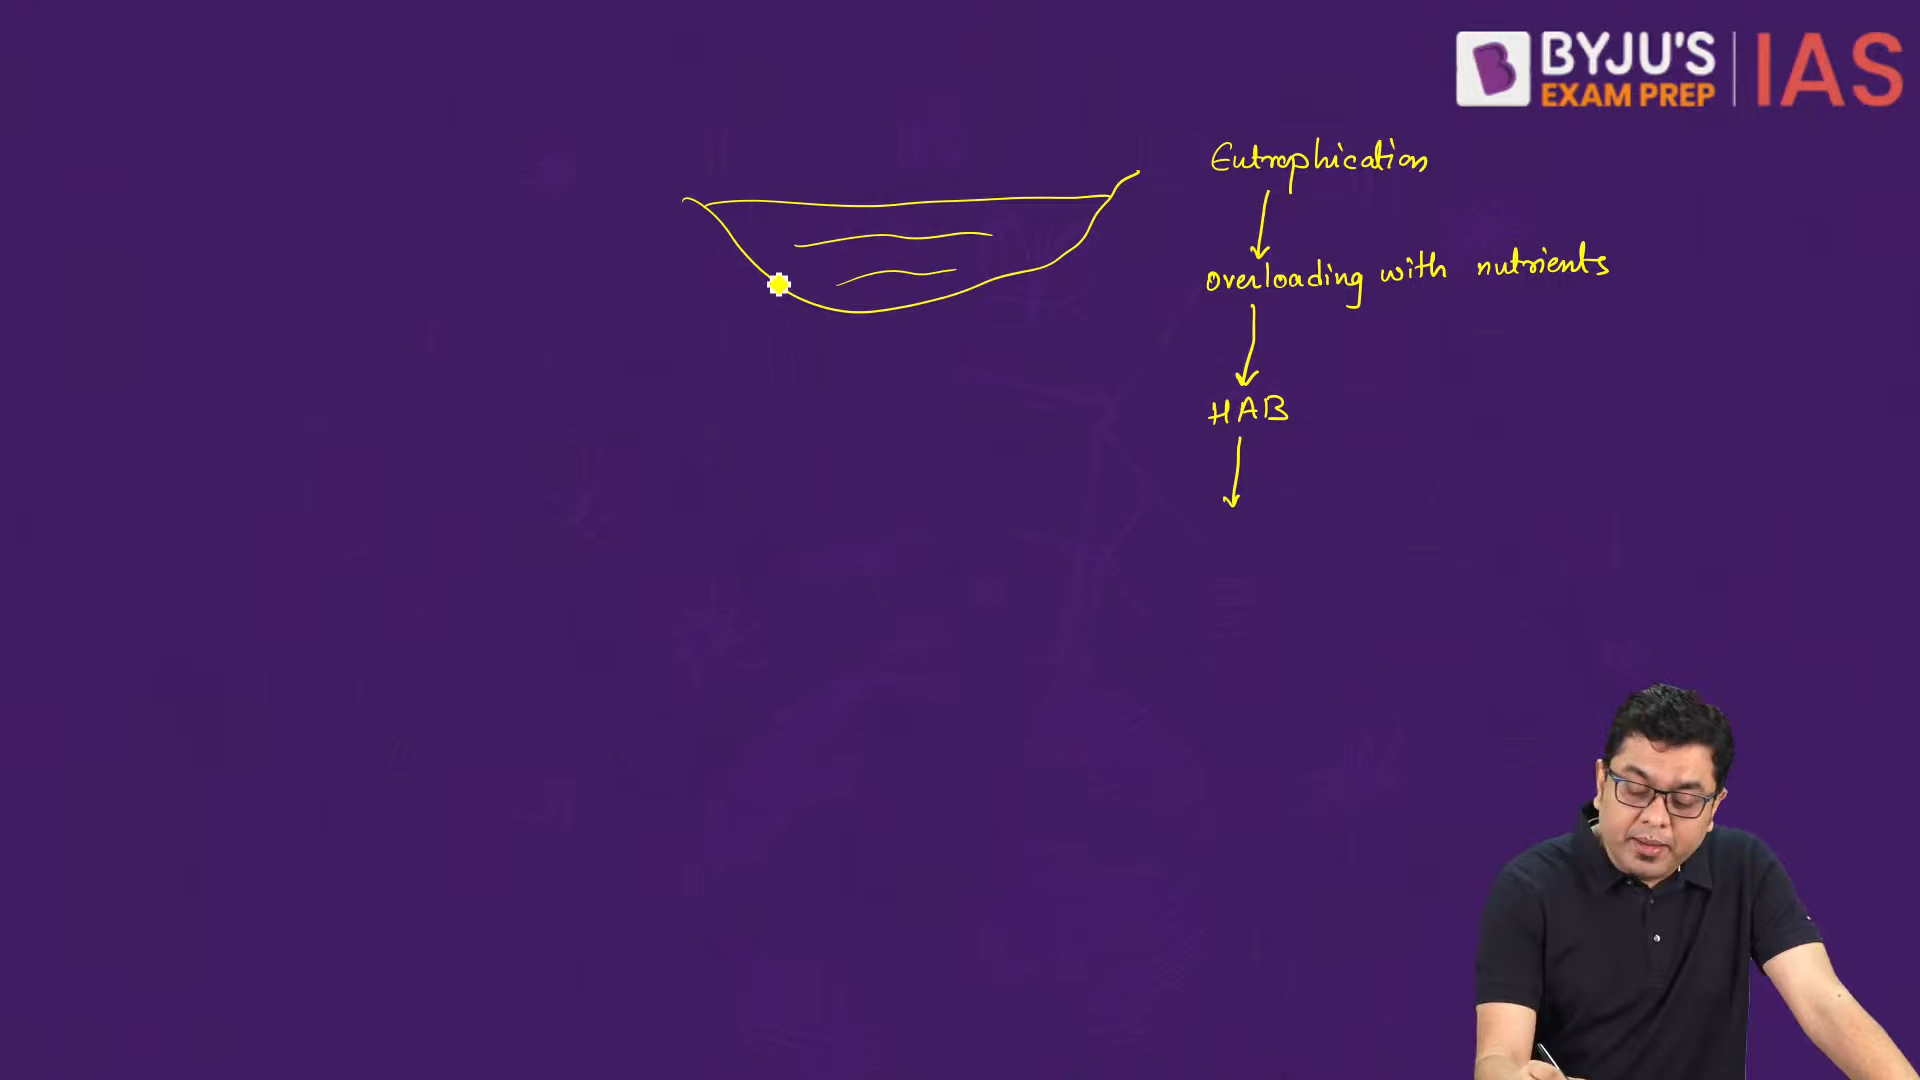 BYJU'S
EXAM PREP
IAS
Eutrophication
Overloading with nutrients
HAB